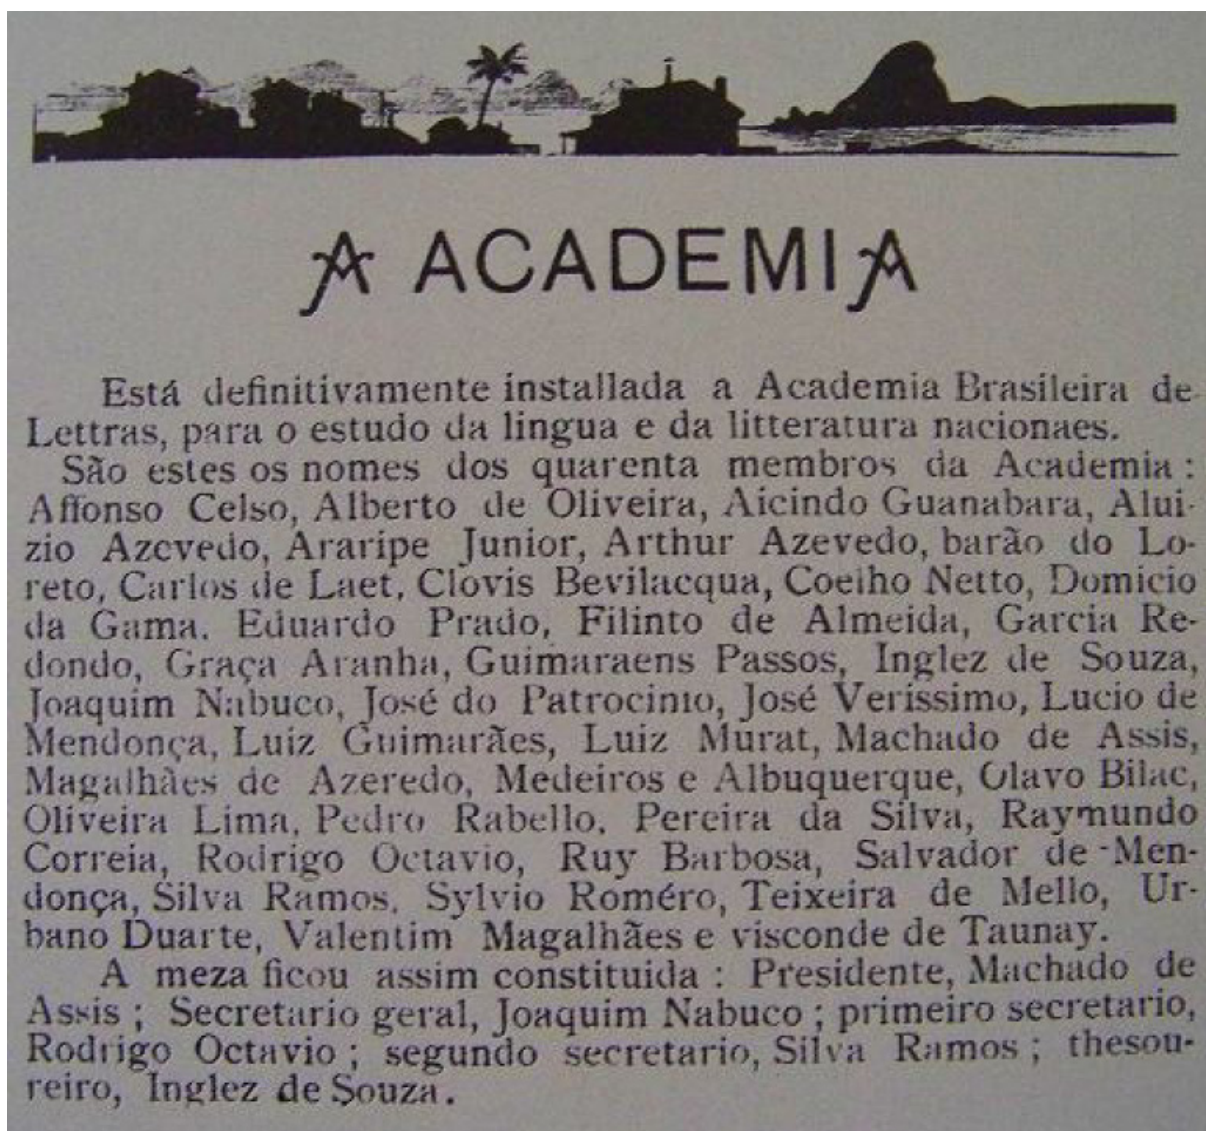 A ACADEMIA
Está definitivamente installada a Academia Brasileira de
Lettras, para o estudo da lingua e da litteratura nacionaes.
São estes os nomes dos quarenta membros da Academia :
Affonso Celso, Alberto de Oliveira, Alcindo Guanabara, Alui-
zio Azevedo, Araripe Junior, Arthur Azevedo, barão do Lo-
reto, Carlos de Laet, Clovis Bevilacqua, Coelho Netto, Domicio
da Gama, Eduardo Prado, Filinto de Almeida, Garcia Re-
dondo, Graça Aranha, Guimaraens Passos, Inglez de Souza,
Joaquim Nabuco, José do Patrocinio, José Verissimo, Lucio de
Mendonça, Luiz Guimarães, Luiz Murat, Machado de Assis,
Magalhães de Azeredo, Medeiros e Albuquerque, Olavo Bilac,
Oliveira Lima, Pedro Rabello, Pereira da Silva, Raymundo
Correia, Rodrigo Octavio, Ruy Barbosa, Salvador de Men-
donça, Silva Ramos, Sylvio Roméro, Teixeira de Mello, Ur-
bano Duarte, Valentim Magalhães e visconde de Taunay.
A meza ficou assim constituida : Presidente, Machado de
Assis ; Secretario geral, Joaquim Nabuco ; primeiro secretario,
Rodrigo Octavio ; segundo secretario, Silva Ramos ; thesou-
reiro, Inglez de Souza.